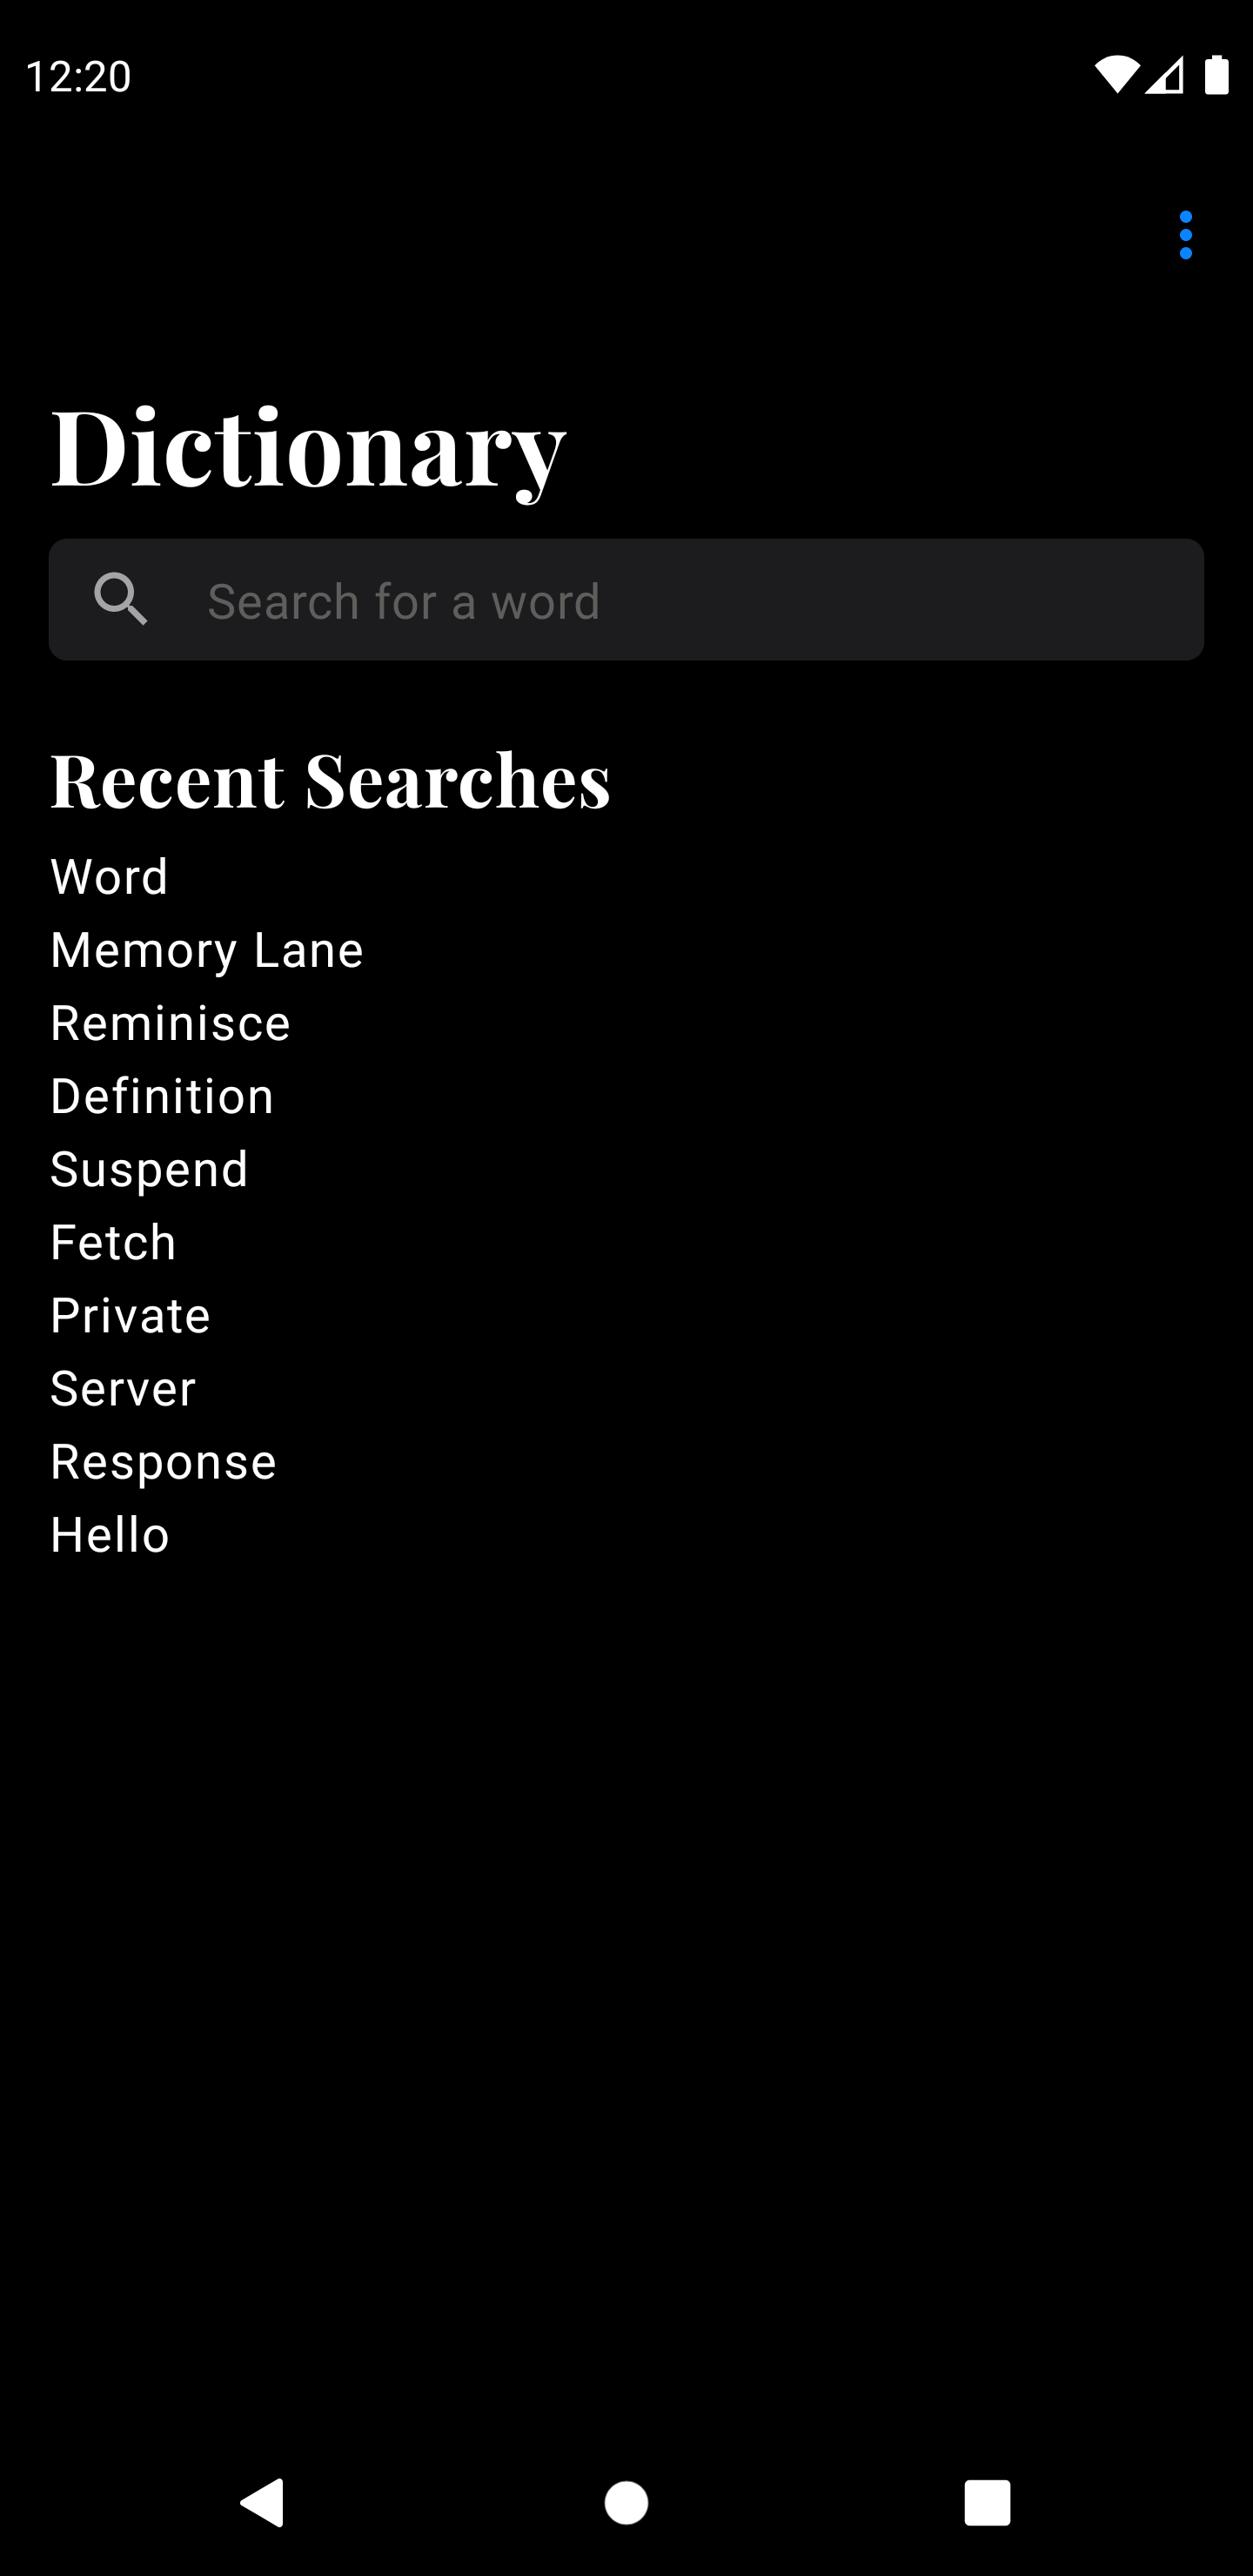 12:20
Dictionary
Search for a word
Recent Searches
Word
Memory Lane
Reminisce
Definition
Suspend
Fetch
Private
Server
Response
Hello